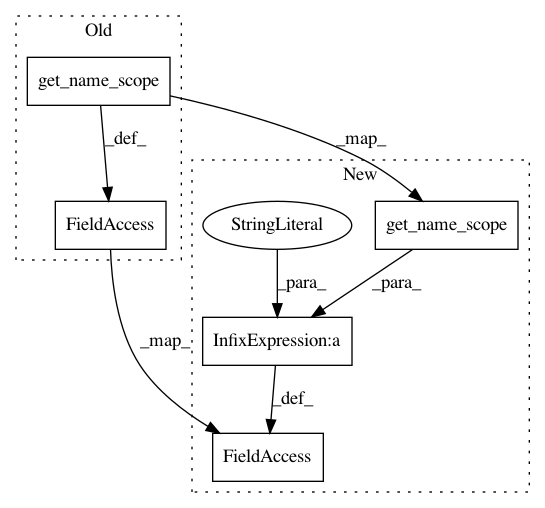 Old
get_name_scope
_def_
_map_
New
FieldAccess
StringLiteral
get_name_scope
_para_
_para_
_map_
InfixExpression:a
_def_
FieldAccess